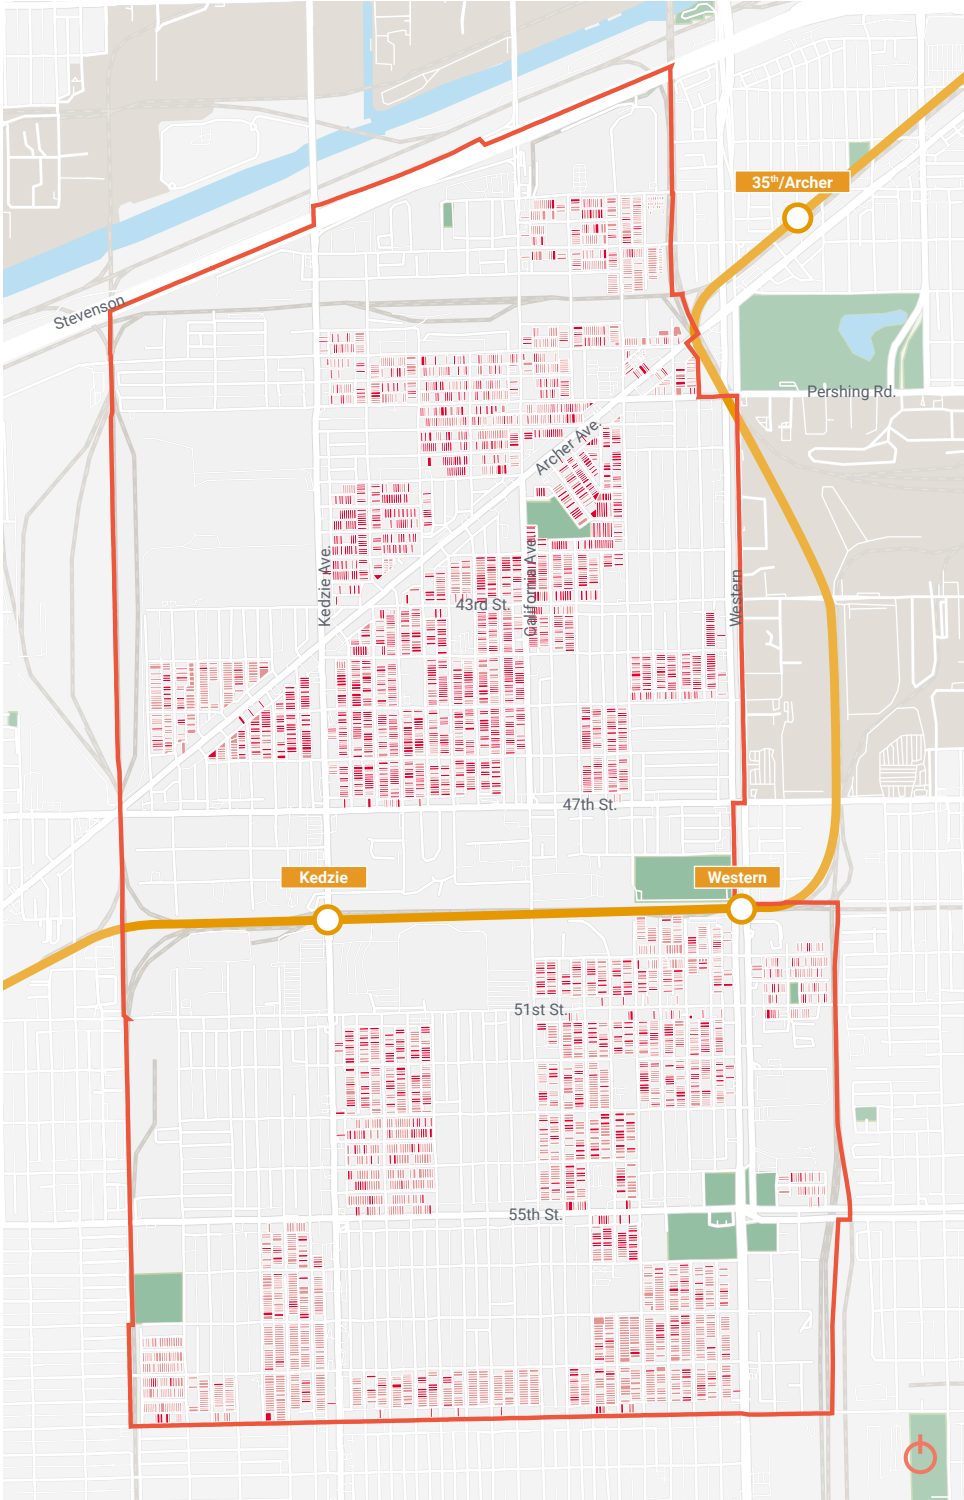 35th/Archer
Stevenson
Pershing Rd.
Archer Ave.
Kedzie Ave.
California Ave.
Western
43rd St.
47th St.
Kedzie
Western
51st St.
55th St.